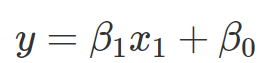 y = β₁x₁ + β₀